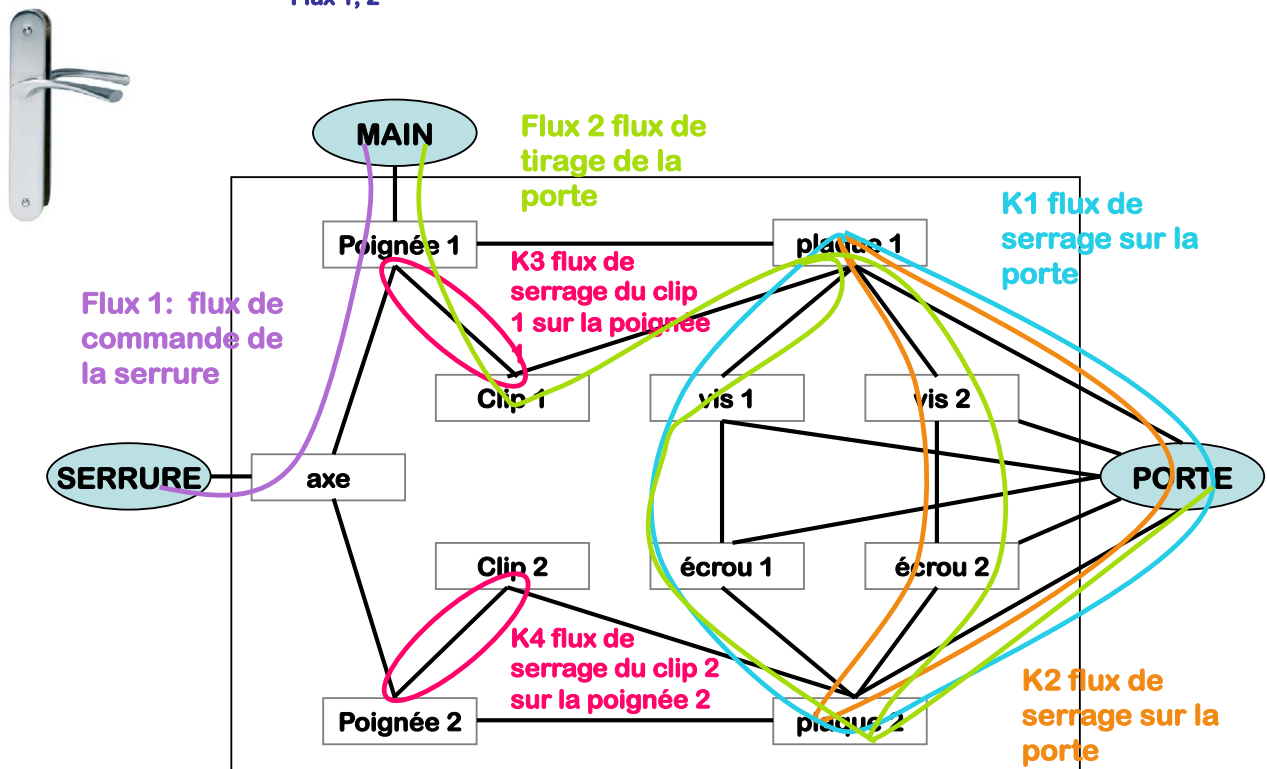 Flux 1, 2
MAIN
Flux 2 flux de
tirage de la
porte
K1 flux de
serrage sur la
porte
Poignée 1
plaque 1
K3 flux de
serrage du clip
1 sur la poignée
1
Flux 1: flux de
commande de
la serrure
Clip 1
vis 1
vis 2
SERRURE
axe
PORTE
Clip 2
écrou 1
écrou 2
K4 flux de
serrage du clip 2
sur la poignée 2
K2 flux de
serrage sur la
porte
Poignée 2
plaque 2